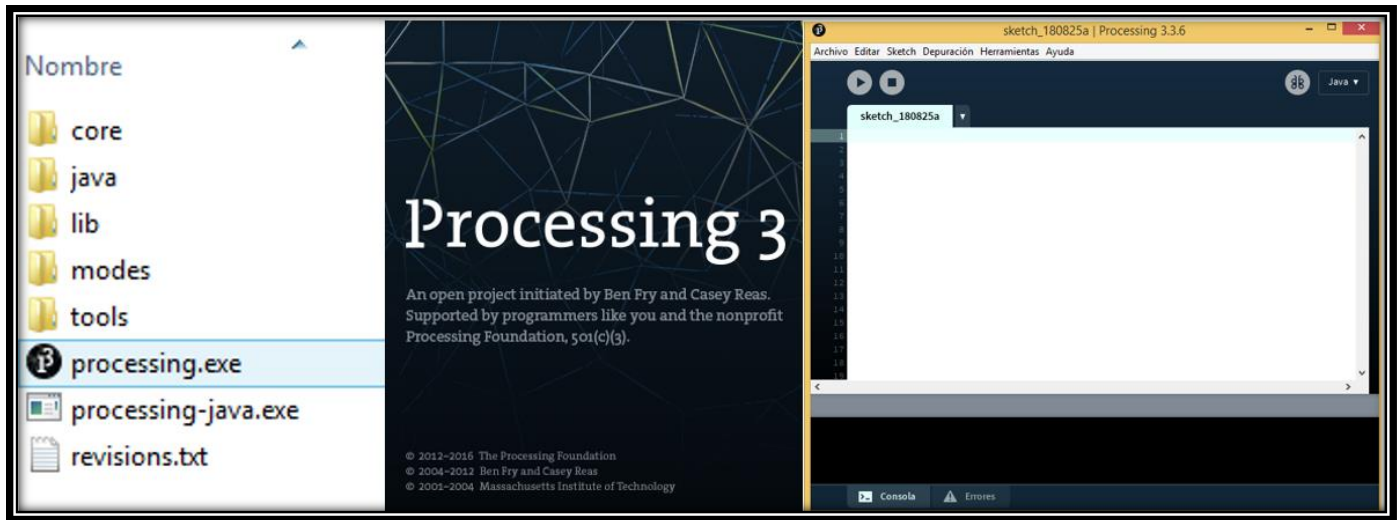 Nombre
core
java
lib
modes
tools
processing.exe
processing-java.exe
revisions.txt
Processing 3
An open project initiated by Ben Fry and Casey Reas.
Supported by programmers like you and the nonprofit
Processing Foundation, 501(c)(3).
© 2012-2016 The Processing Foundation
© 2004-2012 Ben Fry and Casey Reas
© 2001-2004 Massachusetts Institute of Technology
sketch_180825a | Processing 3.3.6
Archivo Editar Sketch Depuración Herramientas Ayuda
Java
sketch_180825a
1
2
3
4
5
6
7
8
9
10
11
12
13
14
15
16
17
18
19
Consola Errores